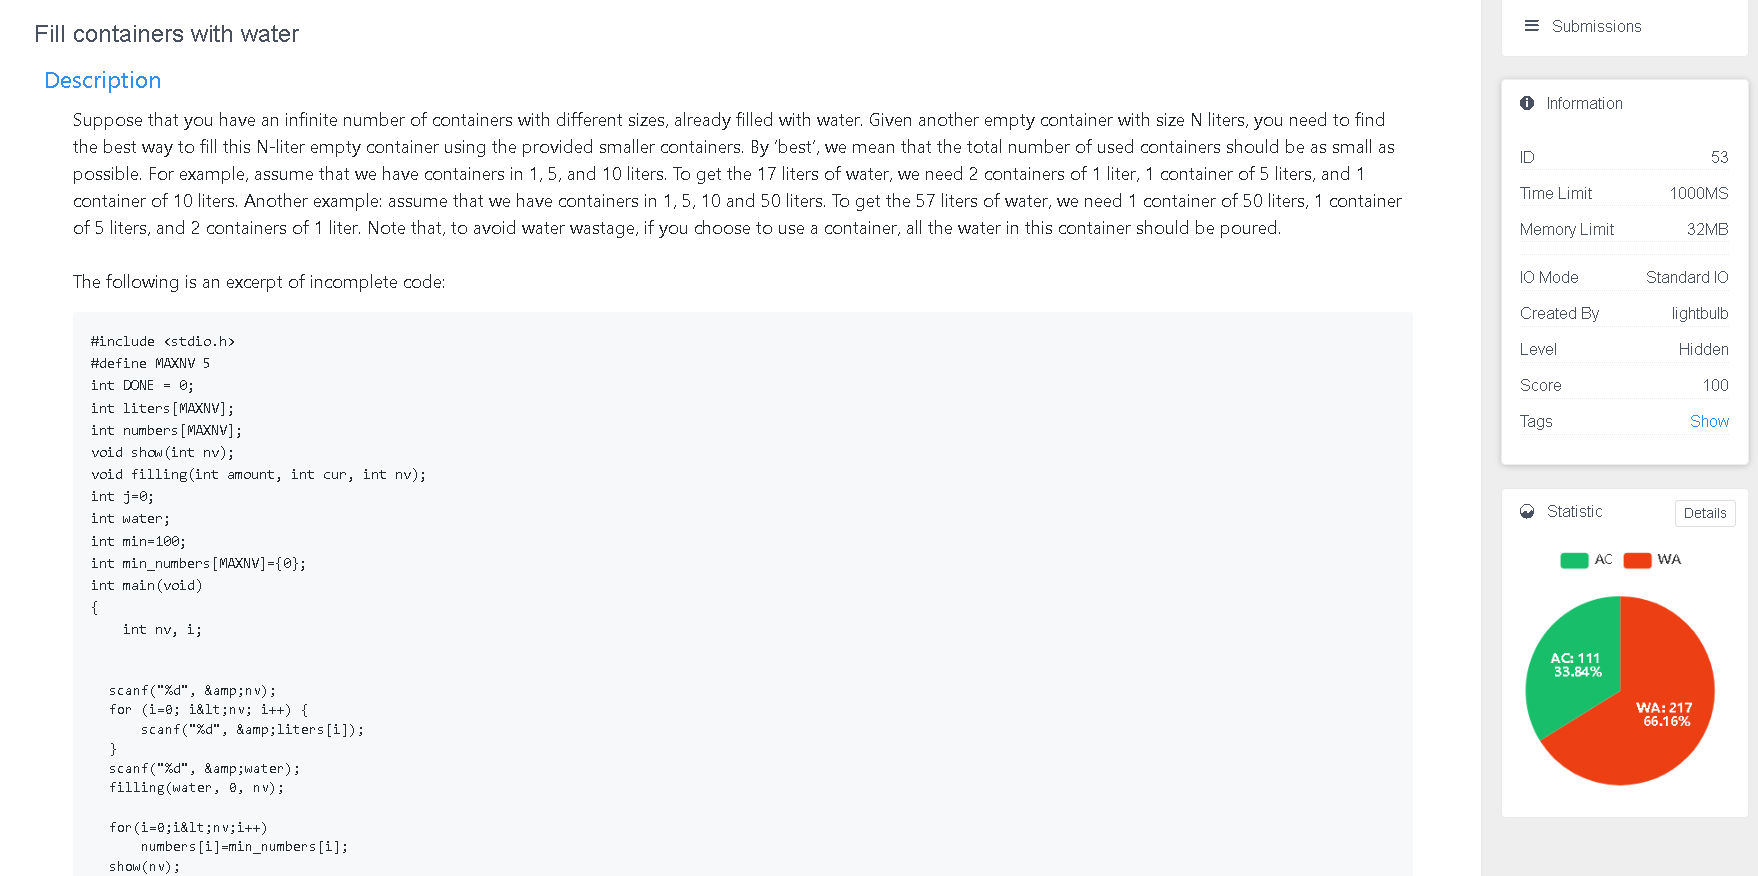 Fill containers with water
Description
Suppose that you have an infinite number of containers with different sizes, already filled with water. Given another empty container with size N liters, you need to find
the best way to fill this N-liter empty container using the provided smaller containers. By ‘best’, we mean that the total number of used containers should be as small as
possible. For example, assume that we have containers in 1, 5, and 10 liters. To get the 17 liters of water, we need 2 containers of 1 liter, 1 container of 5 liters, and 1
container of 10 liters. Another example: assume that we have containers in 1, 5, 10 and 50 liters. To get the 57 liters of water, we need 1 container of 50 liters, 1 container
of 5 liters, and 2 containers of 1 liter. Note that, to avoid water wastage, if you choose to use a container, all the water in this container should be poured.
The following is an excerpt of incomplete code:
#include <stdio.h>
#define MAXNV 5
int DONE = 0;
int liters[MAXNV];
int numbers[MAXNV];
void show(int nv);
void filling(int amount, int cur, int nv);
int j=0;
int water;
int min=100;
int min_numbers[MAXNV]={0};
int main(void)
{
int nv, i;
scanf("%d", &amp;nv);
for (i=0; i&lt;nv; i++) {
scanf("%d", &amp;liters[i]);
}
scanf("%d", &amp;water);
filling(water, 0, nv);
for(i=0;i&lt;nv;i++)
numbers[i]=min_numbers[i];
show(nv);
Submissions
Information
ID 53
Time Limit 1000MS
Memory Limit 32MB
IO Mode Standard IO
Created By lightbulb
Level Hidden
Score 100
Tags Show
Statistic Details
AC WA
AC: 111
33.84%
WA: 217
66.16%